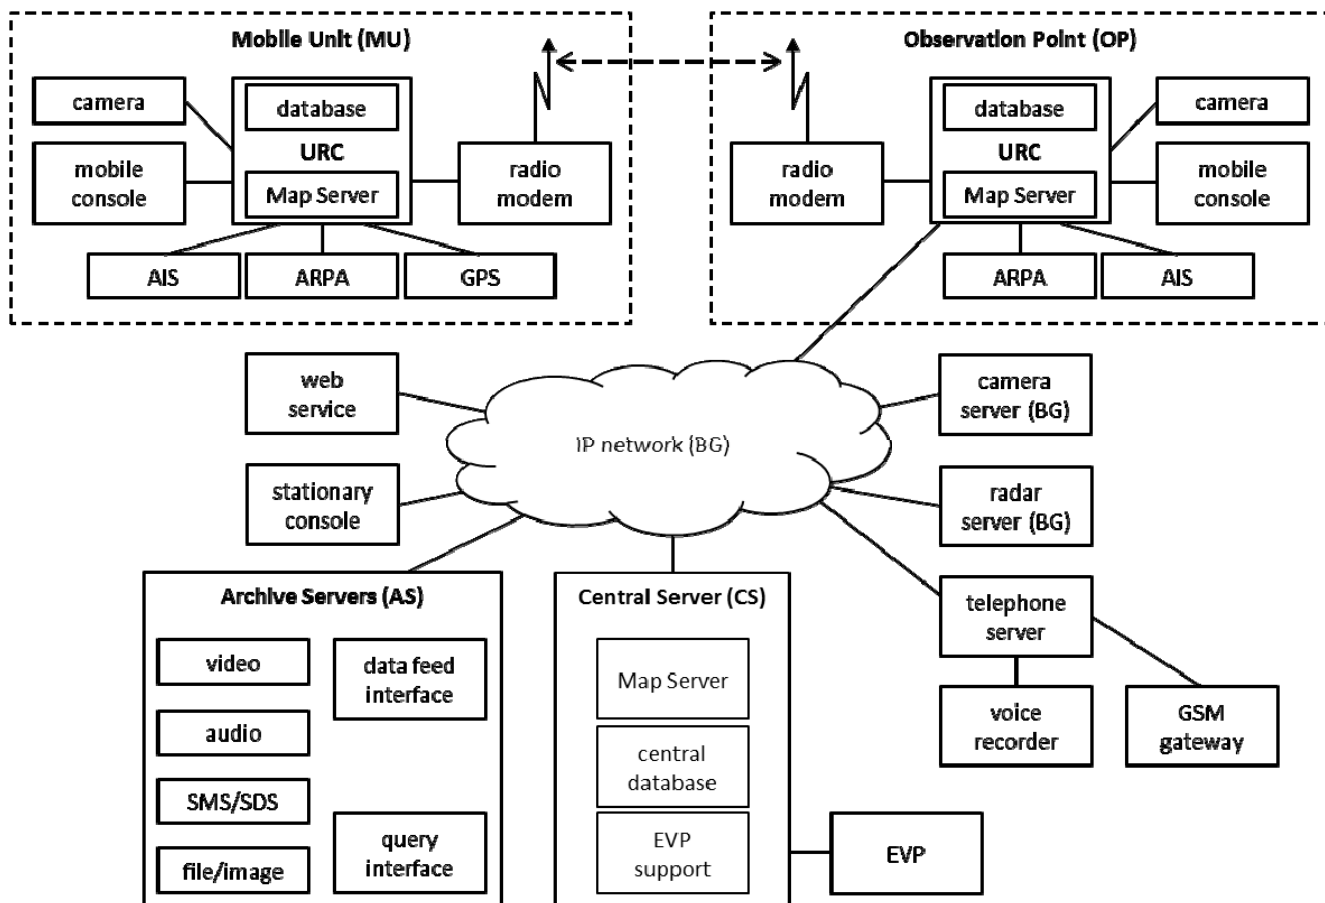 Mobile Unit (MU)
camera
mobile
console
database
URC
Map Server
radio
modem
AIS
ARPA
GPS
Observation Point (OP)
radio
modem
database
URC
Map Server
camera
mobile
console
ARPA
AIS
web
service
stationary
console
IP network (BG)
camera
server (BG)
radar
server (BG)
telephone
server
voice
recorder
GSM
gateway
Archive Servers (AS)
video
audio
SMS/SDS
file/image
data feed
interface
query
interface
Central Server (CS)
Map Server
central
database
EVP
support
EVP